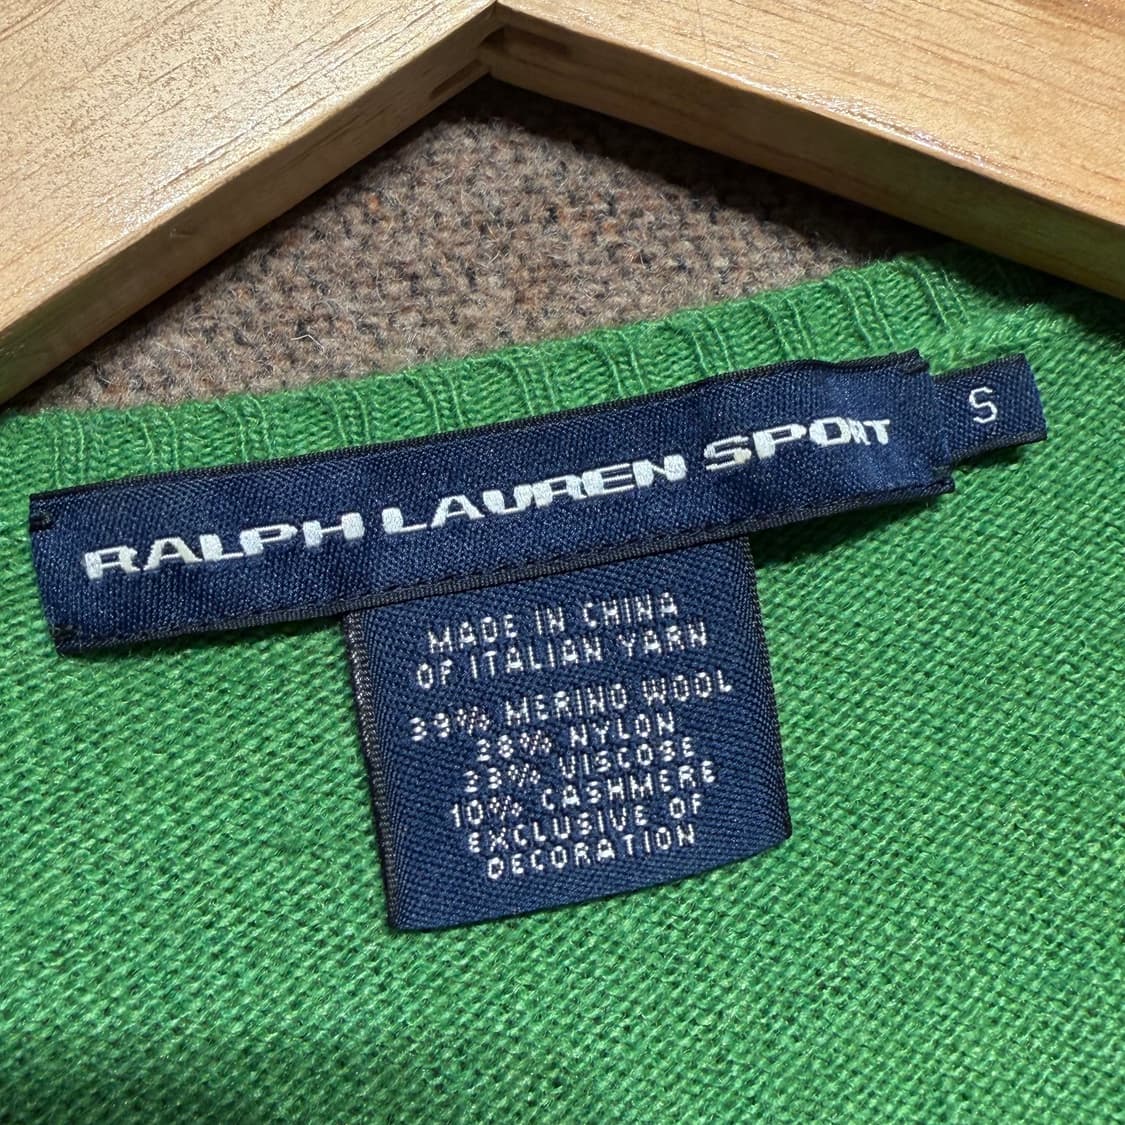 RALPH LAUREN SPORT
S
MADE IN CHINA
OF ITALIAN YARN
39% MERINO WOOL
28% NYLON
23% VISCOSE
10% CASHMERE
EXCLUSIVE OF
DECORATION